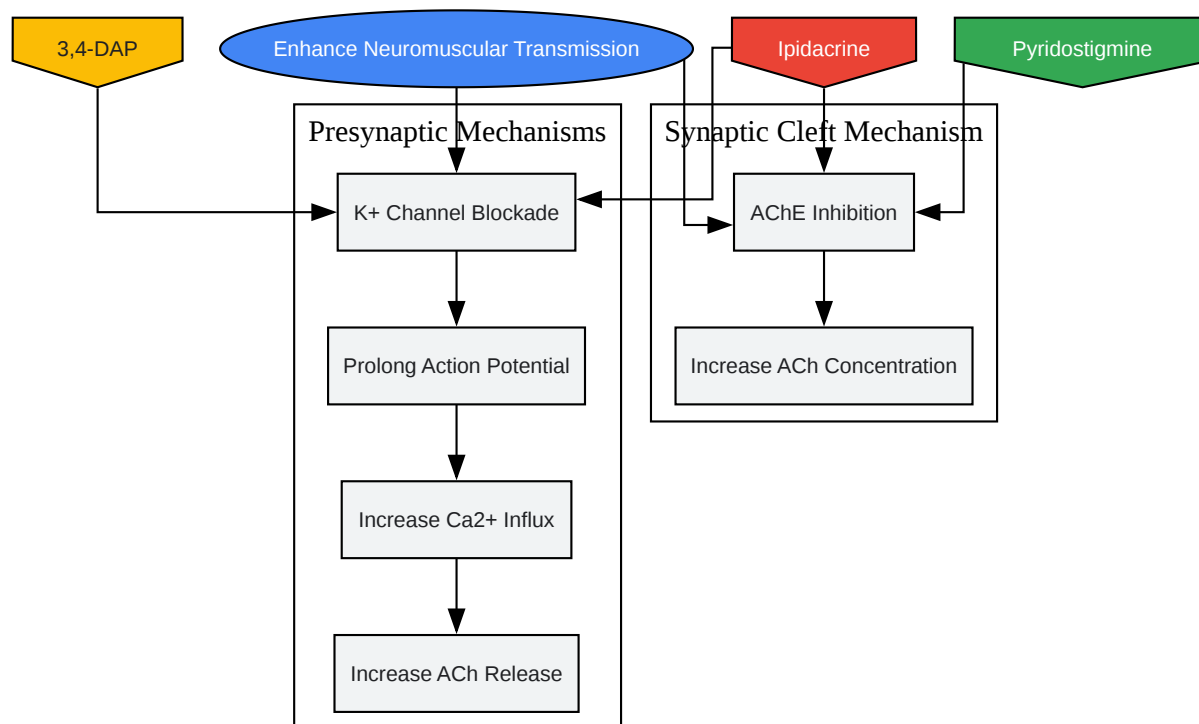 3,4-DAP
Enhance Neuromuscular Transmission
Ipidacrine
Pyridostigmine
Presynaptic Mechanisms
Synaptic Cleft Mechanism
K+ Channel Blockade
AChE Inhibition
Prolong Action Potential
Increase ACh Concentration
Increase Ca2+ Influx
Increase ACh Release